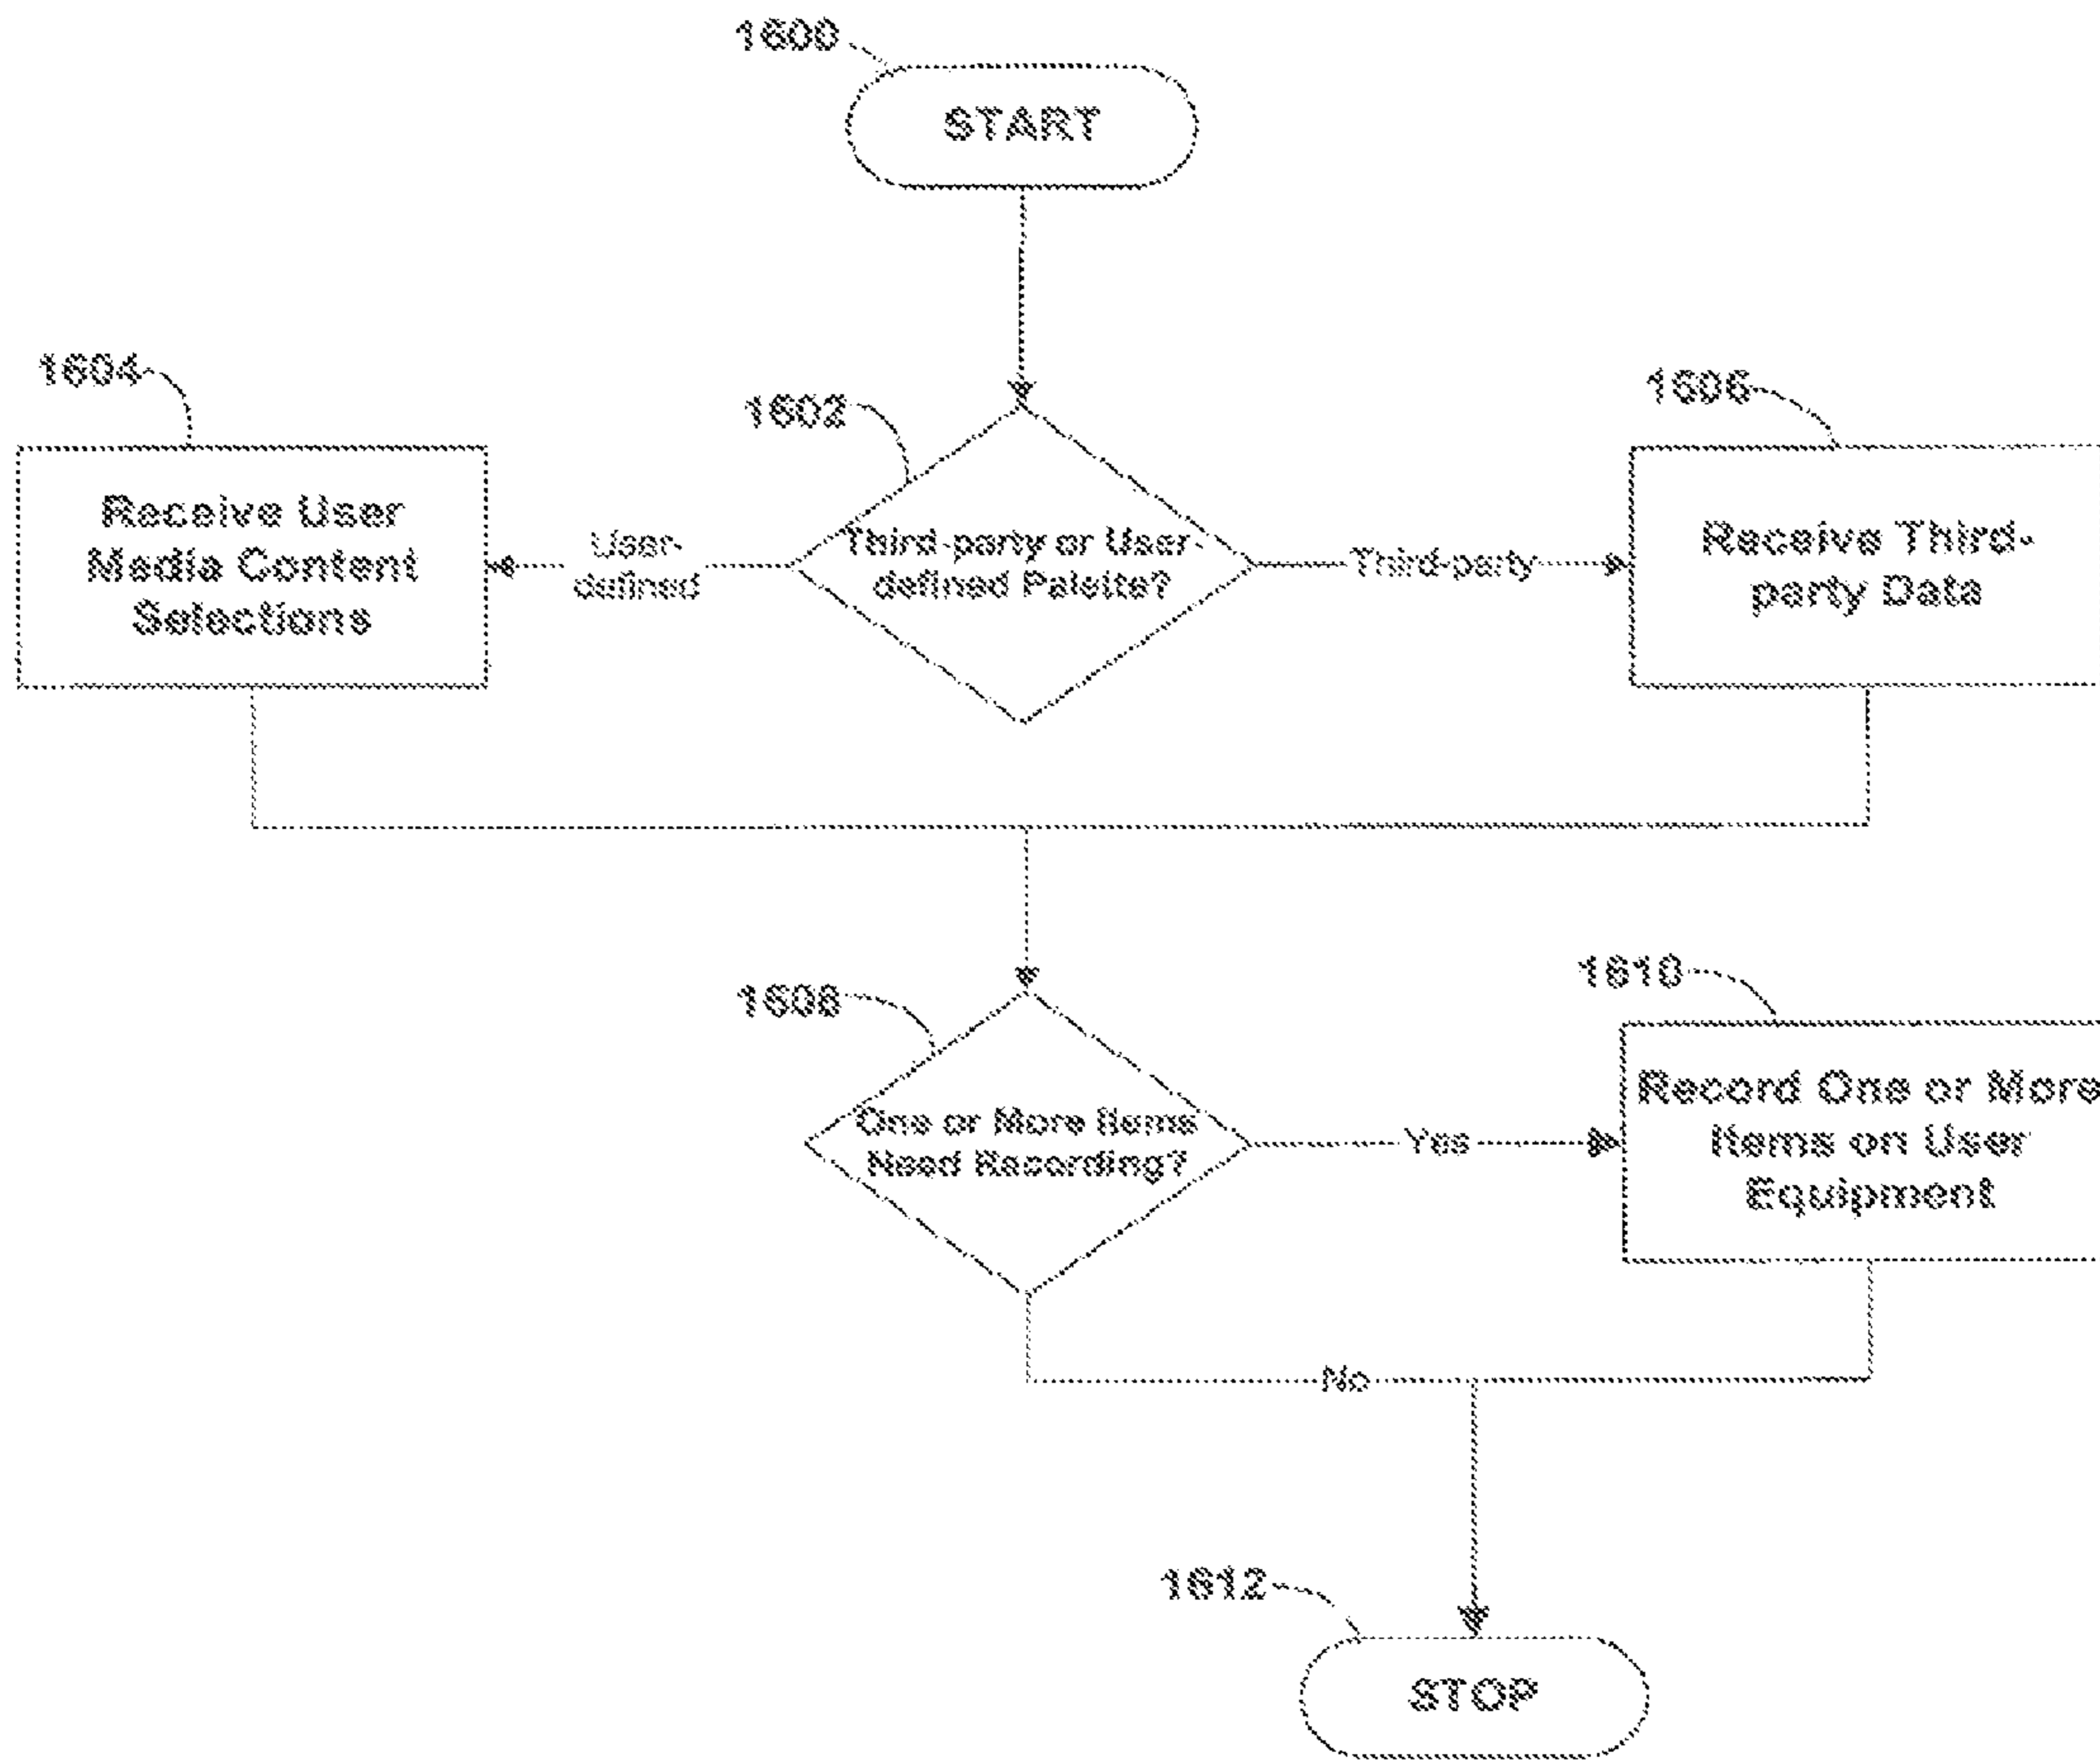 1600
START
1604
1602
1606
Receive User
Media Content
Selections
User-
defined
Third-party or User-
defined Palette?
Third-party
Receive Third-
party Data
1608
1610
One or More Items
Need Recording?
Yes
Record One or More
Items on User
Equipment
No
1612
STOP